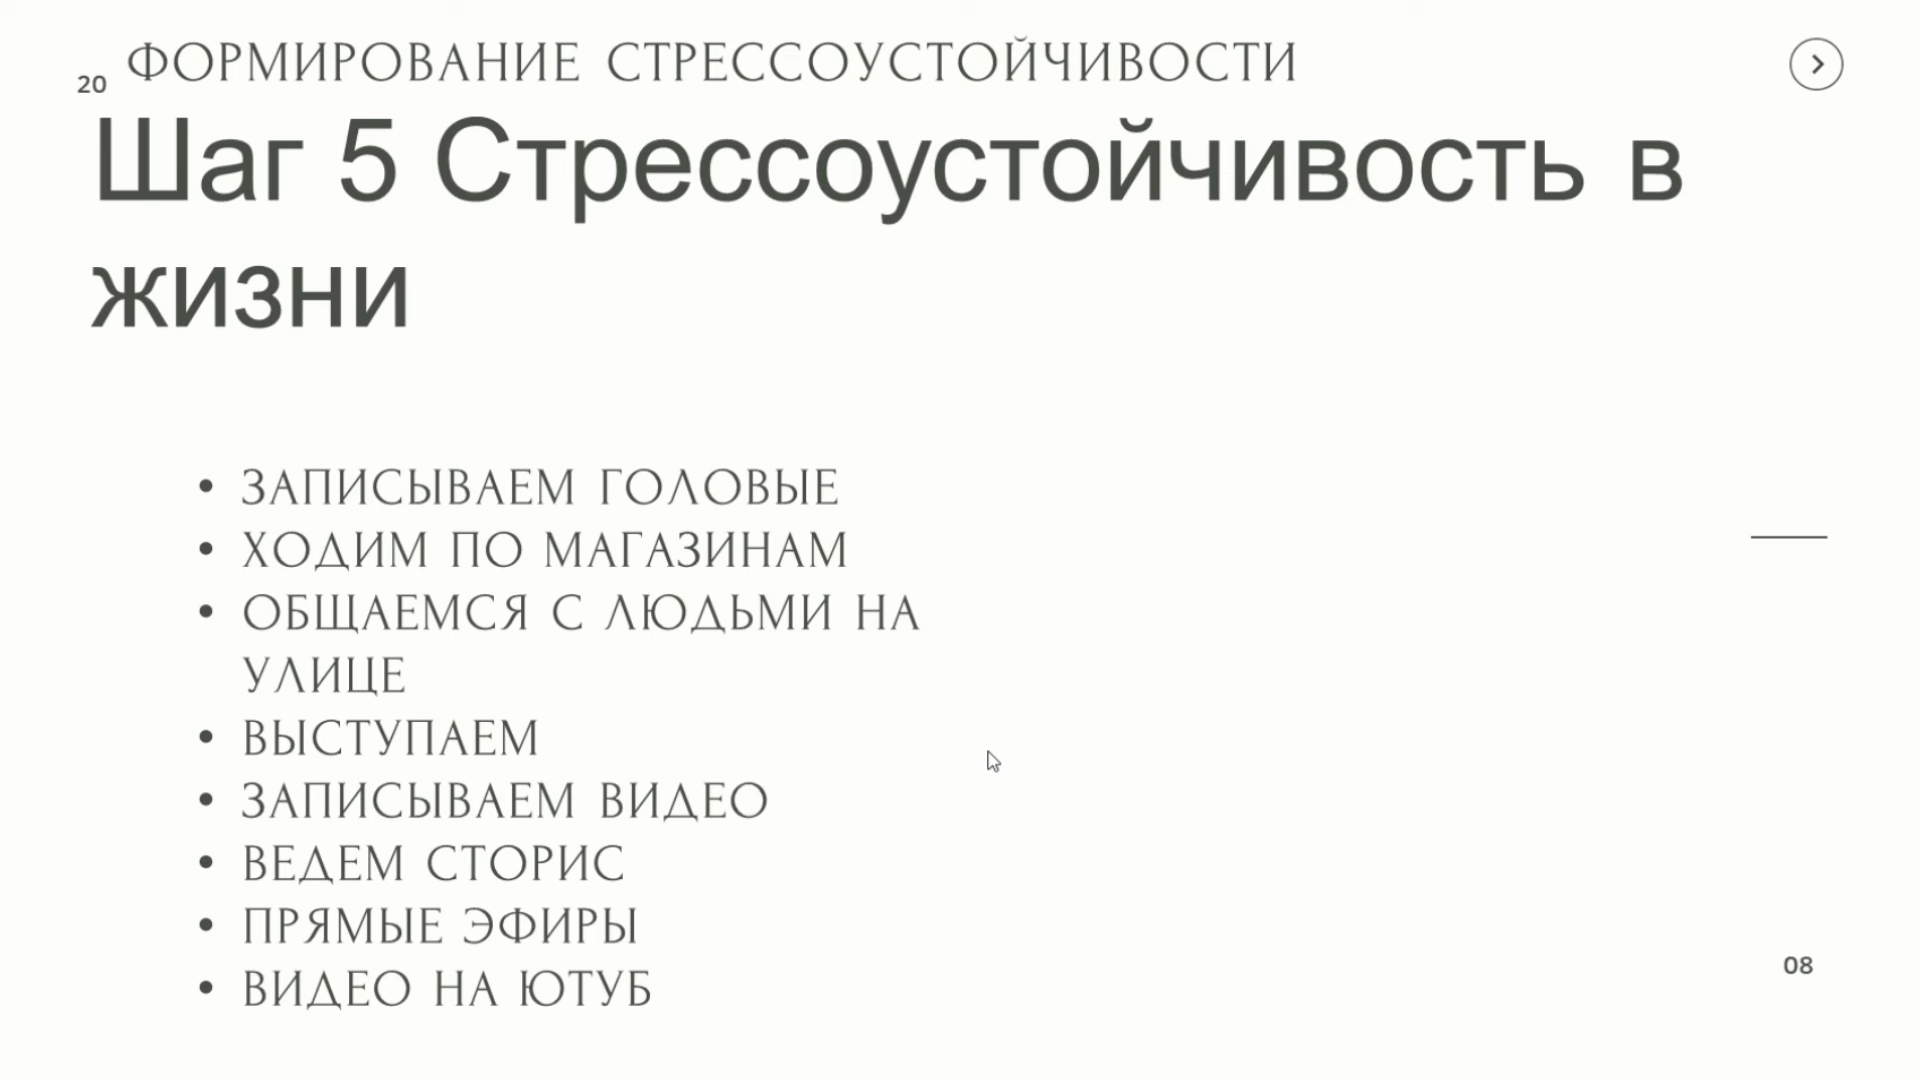 ФОРМИРОВАНИЕ СТРЕССОУСТОЙЧИВОСТИ
20
Шаг 5 Стрессоустойчивость в
жизни
• ЗАПИСЫВАЕМ ГОЛОВЫЕ
• ХОДИМ ПО МАГАЗИНАМ
• ОБЩАЕМСЯ С ЛЮДЬМИ НА
УЛИЦЕ
• ВЫСТУПАЕМ
• ЗАПИСЫВАЕМ ВИДЕО
• ВЕДЕМ СТОРИС
• ПРЯМЫЕ ЭФИРЫ
• ВИДЕО НА ЮТУБ
08